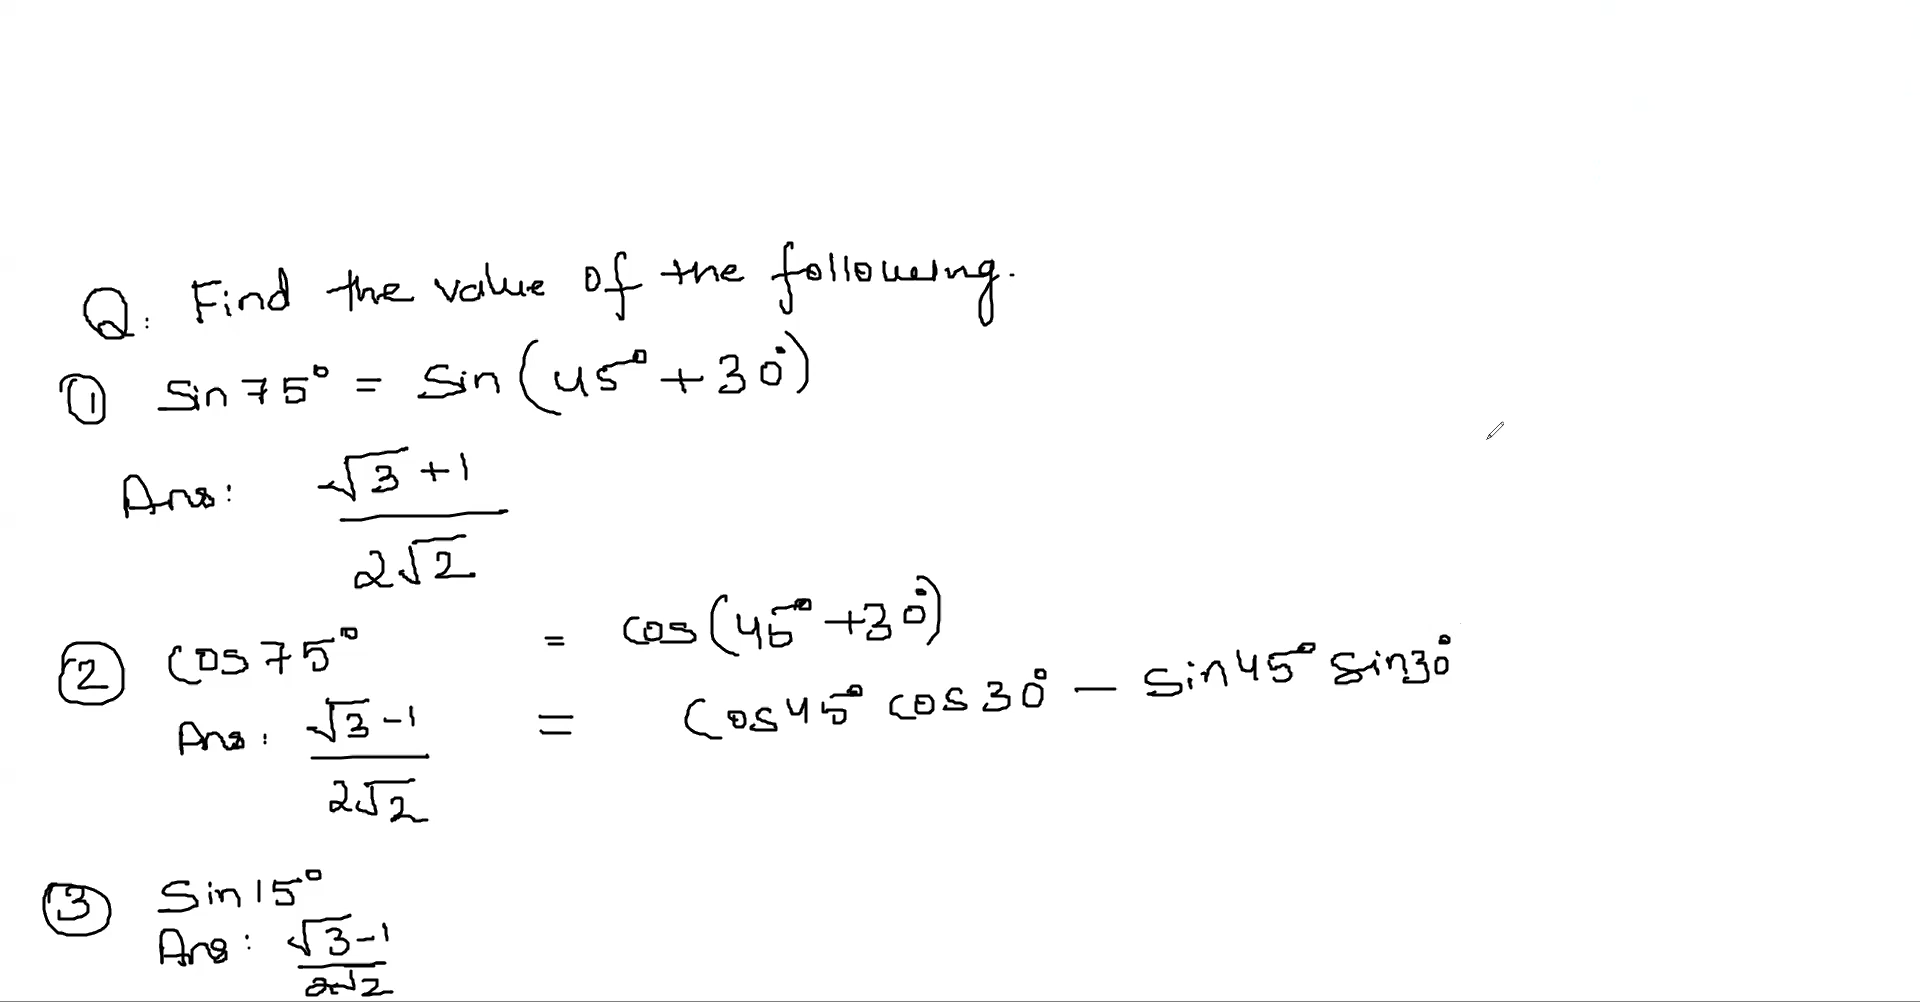 Q. Find the value of the following.
① Sin 75° = Sin (45° + 30°)
Ans: (√3 + 1) / (2√2)
② Cos 75° = cos (45° + 30°)
= Cos 45° cos 30° − Sin 45° Sin 30°
Ans: (√3 − 1) / (2√2)
③ Sin 15°
Ans: (√3 − 1) / (2√2)